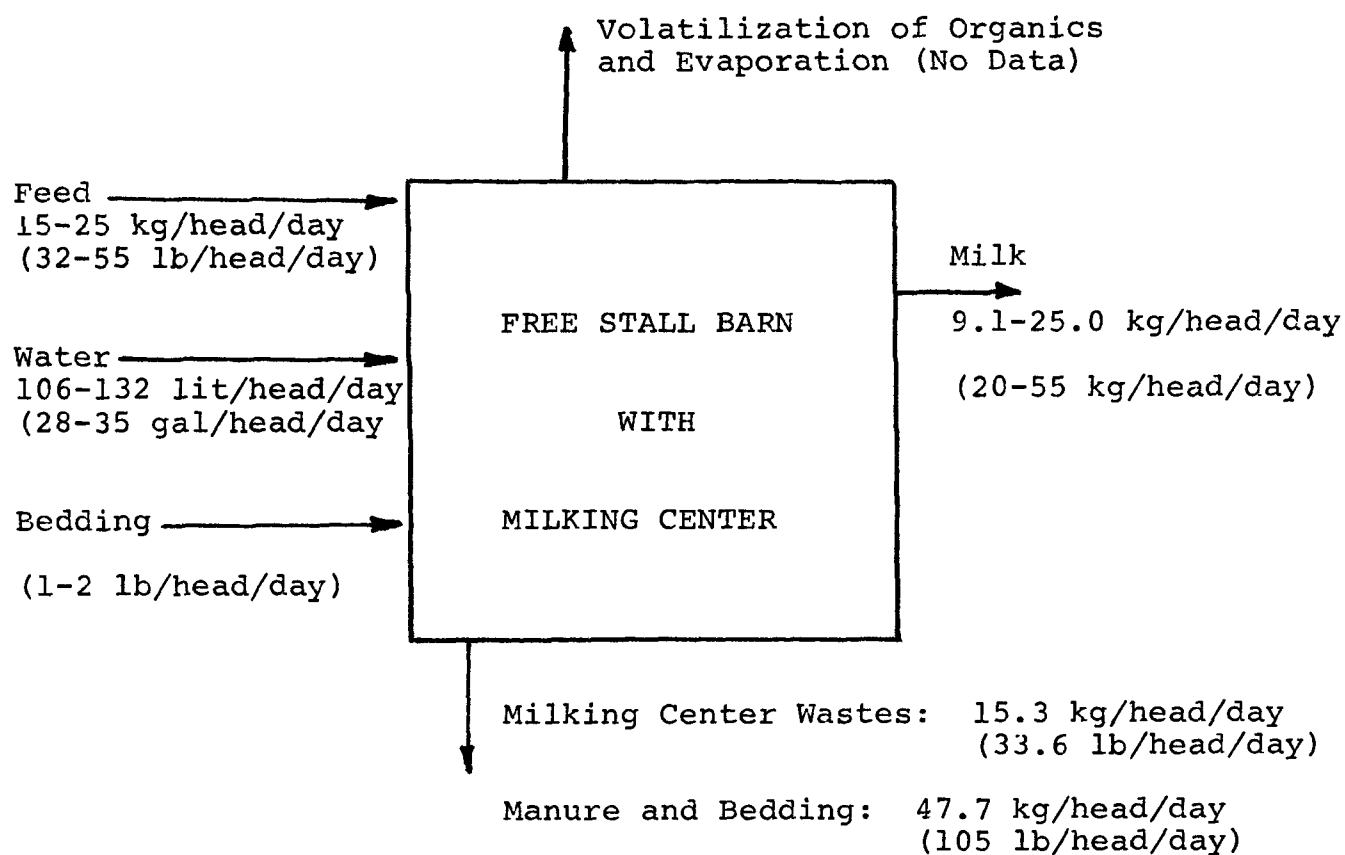 Volatilization of Organics
and Evaporation (No Data)
Feed
15-25 kg/head/day
(32-55 lb/head/day)
Water
106-132 lit/head/day
(28-35 gal/head/day
Bedding
(1-2 lb/head/day)
FREE STALL BARN
WITH
MILKING CENTER
Milk
9.1-25.0 kg/head/day
(20-55 kg/head/day)
Milking Center Wastes: 15.3 kg/head/day
(33.6 lb/head/day)
Manure and Bedding: 47.7 kg/head/day
(105 lb/head/day)